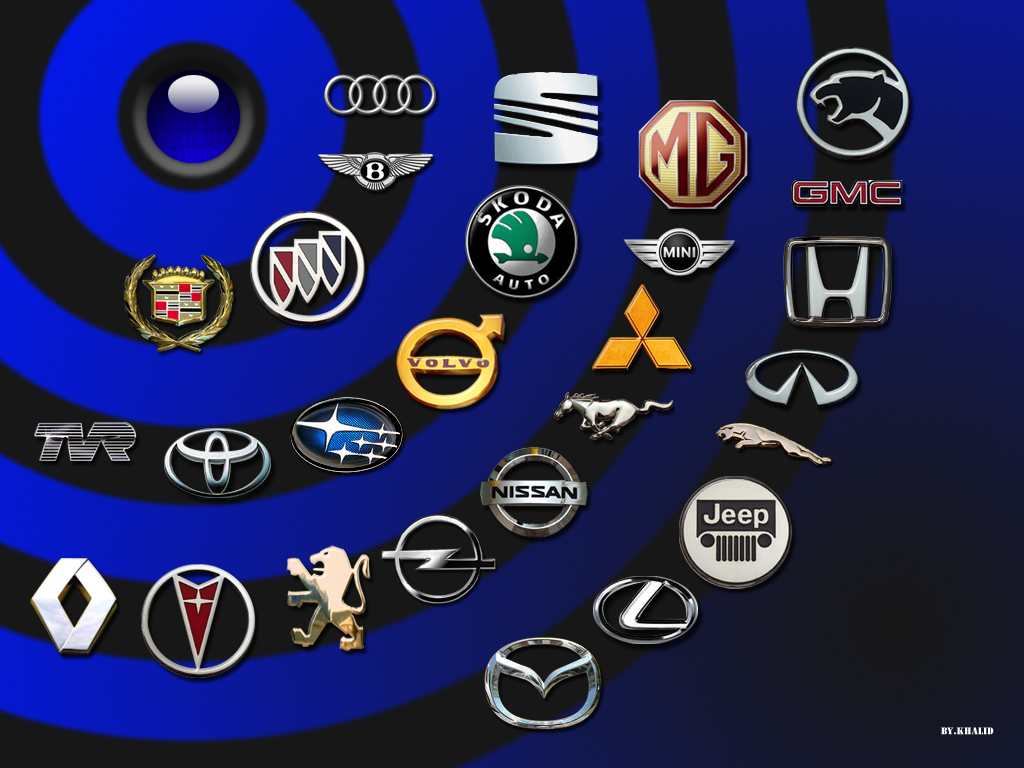 MG
GMC
B
SKODA
AUTO
MINI
VOLVO
TVR
NISSAN
Jeep
BY.KHALID